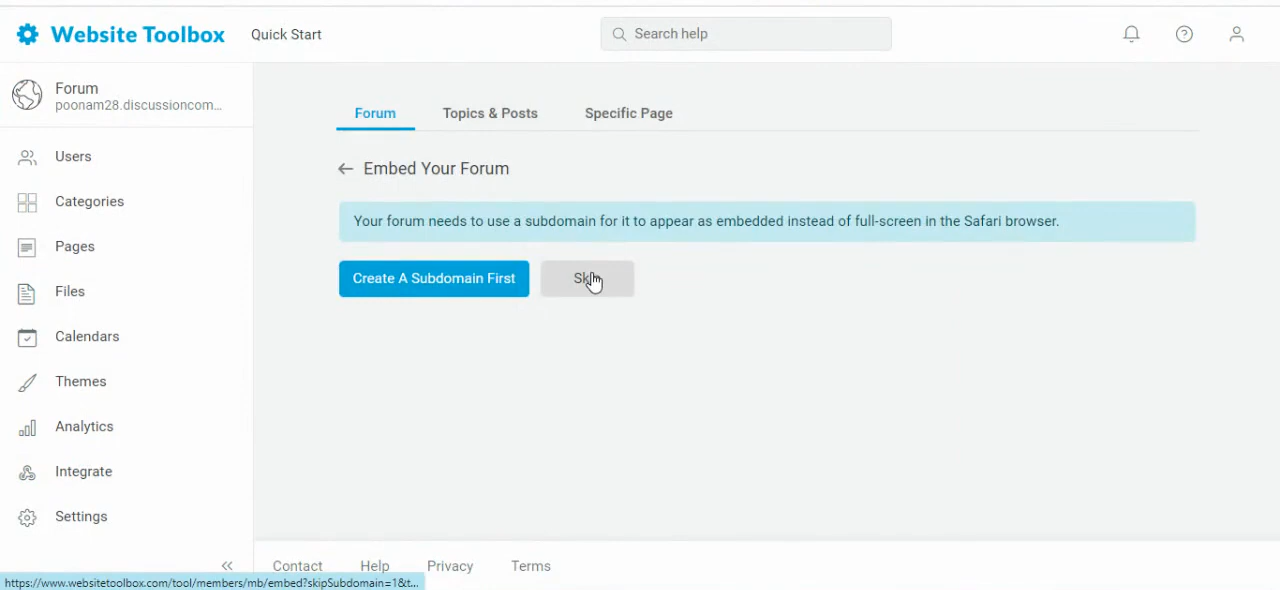 Website Toolbox
Quick Start
Search help
Forum
poonam28.discussioncom...
Users
Categories
Pages
Files
Calendars
Themes
Analytics
Integrate
Settings
Forum
Topics & Posts
Specific Page
Embed Your Forum
Your forum needs to use a subdomain for it to appear as embedded instead of full-screen in the Safari browser.
Create A Subdomain First
Contact
Help
Privacy
Terms
https://www.websitetoolbox.com/tool/members/mb/embed?skipSubdomain=1&t...